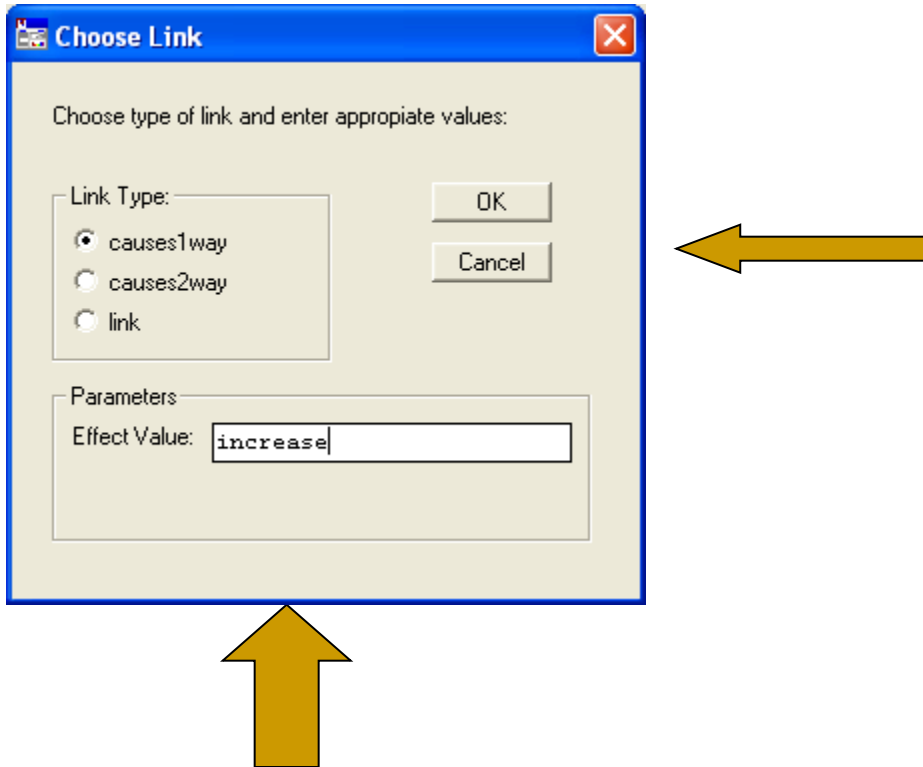 Choose Link
Choose type of link and enter appropiate values:
Link Type:
causes1way
causes2way
link
OK
Cancel
Parameters
Effect Value: increase